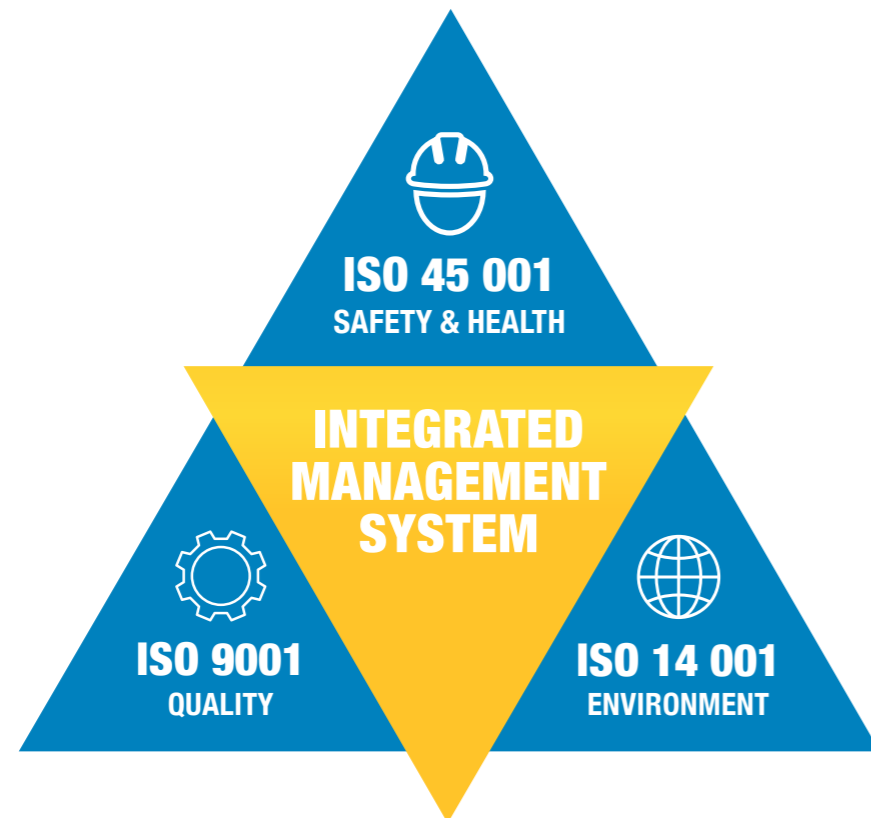 ISO 45 001
SAFETY & HEALTH
INTEGRATED
MANAGEMENT
SYSTEM
ISO 9001
QUALITY
ISO 14 001
ENVIRONMENT